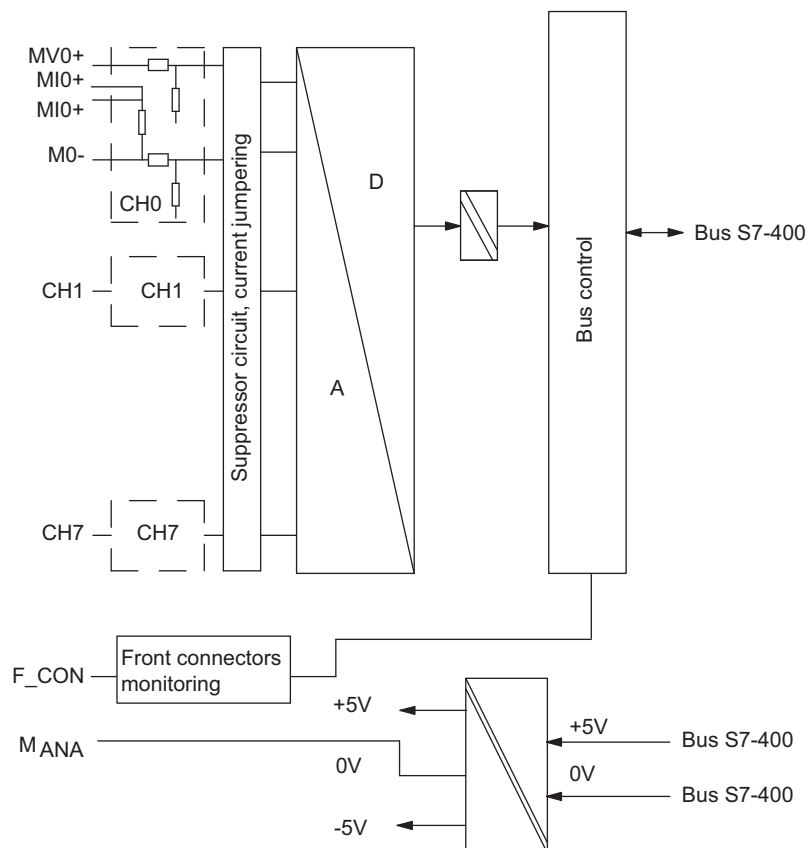 MV0+
MI0+
MI0+
M0-
CH0
CH1
CH1
CH7
CH7
Suppressor circuit, current jumpering
D
A
Bus control
Bus S7-400
F_CON
Front connectors
monitoring
MANA
+5V
0V
-5V
+5V
0V
Bus S7-400
Bus S7-400